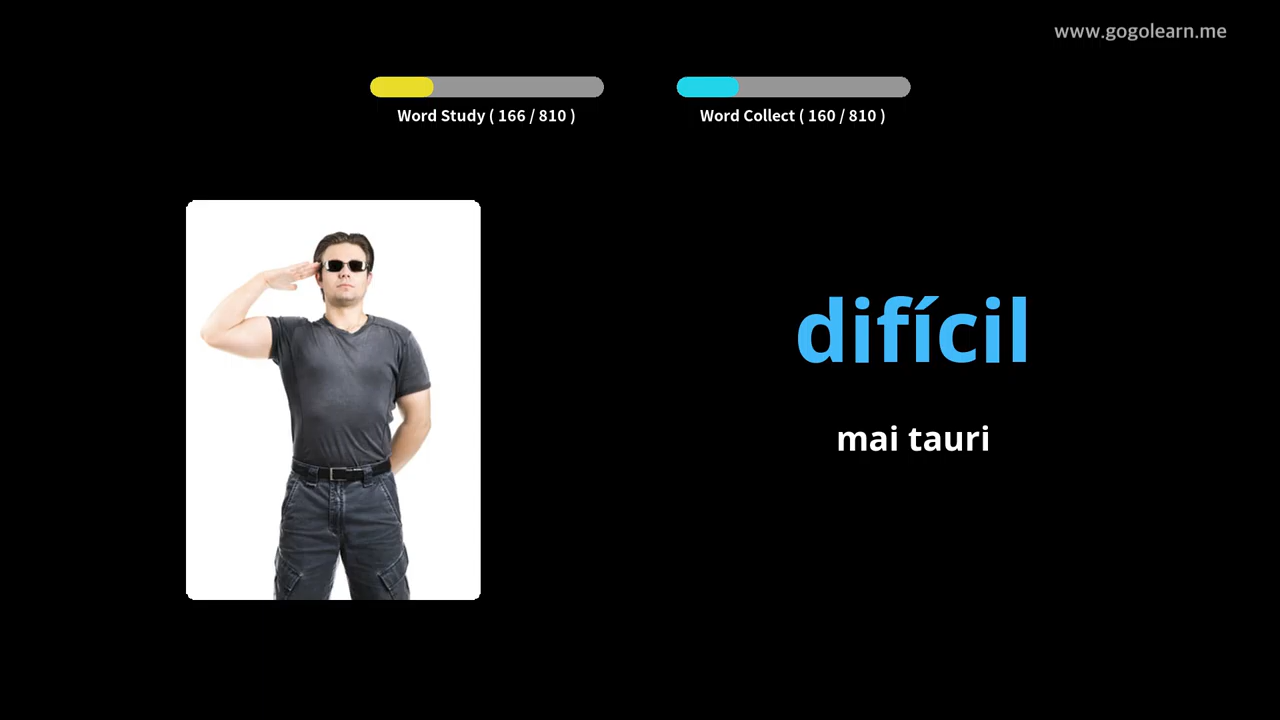 www.gogolearn.me
Word Study ( 166 / 810 )
Word Collect ( 160 / 810 )
difícil
mai tauri